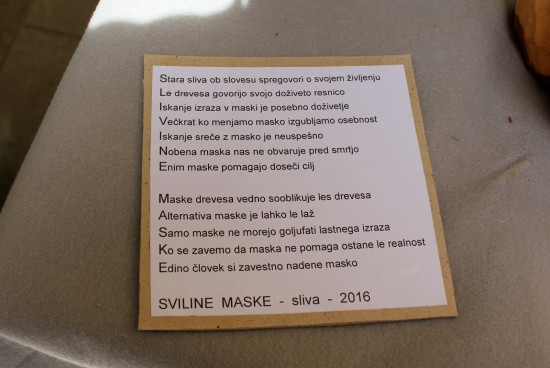 Stara sliva ob slovesu spregovori o svojem življenju
Le drevesa govorijo svojo doživeto resnico
Iskanje izraza v maski je posebno doživetje
Večkrat ko menjamo masko izgubljamo osebnost
Iskanje sreče z masko je neuspešno
Nobena maska nas ne obvaruje pred smrtjo
Enim maske pomagajo doseči cilj
Maske drevesa vedno sooblikuje les drevesa
Alternativa maske je lahko le laž
Samo maske ne morejo goljufati lastnega izraza
Ko se zavemo da maska ne pomaga ostane le realnost
Edino človek si zavestno nadene masko
SVILINE MASKE - sliva - 2016